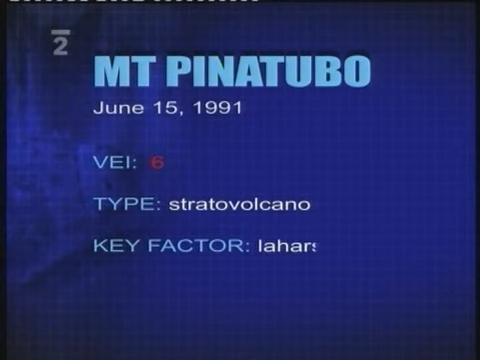 2
MT PINATUBO
June 15, 1991
VEI: 6
TYPE: stratovolcano
KEY FACTOR: lahars